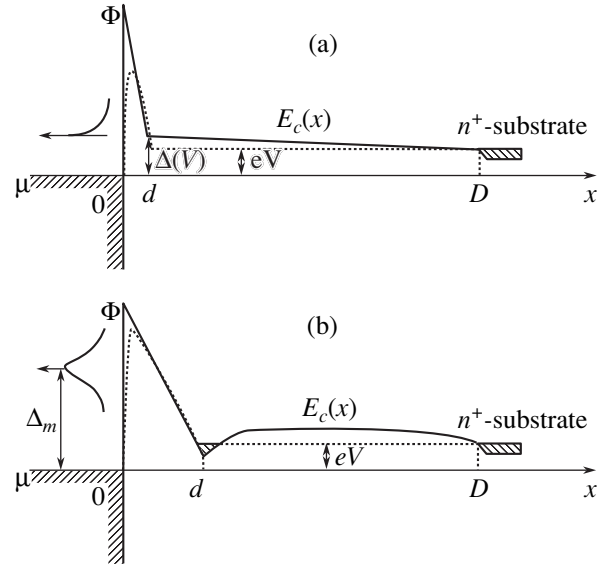 Φ
(a)
E_c(x)
n⁺-substrate
Δ(V)
eV
μ
0
d
D
x
Φ
(b)
E_c(x)
n⁺-substrate
Δ_m
eV
μ
0
d
D
x